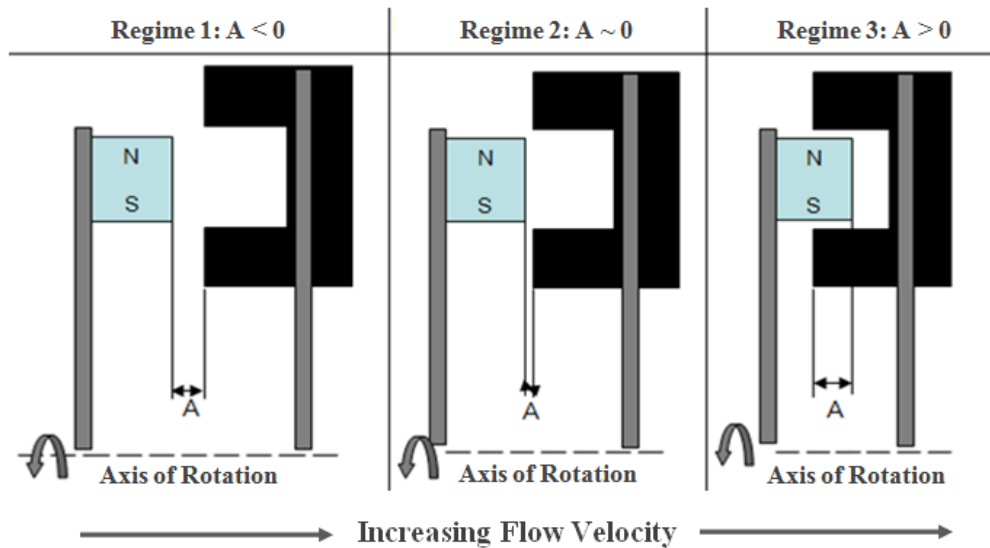 Regime 1: A < 0
Regime 2: A ~ 0
Regime 3: A > 0
N
S
N
S
N
S
A
A
A
Axis of Rotation
Axis of Rotation
Axis of Rotation
Increasing Flow Velocity